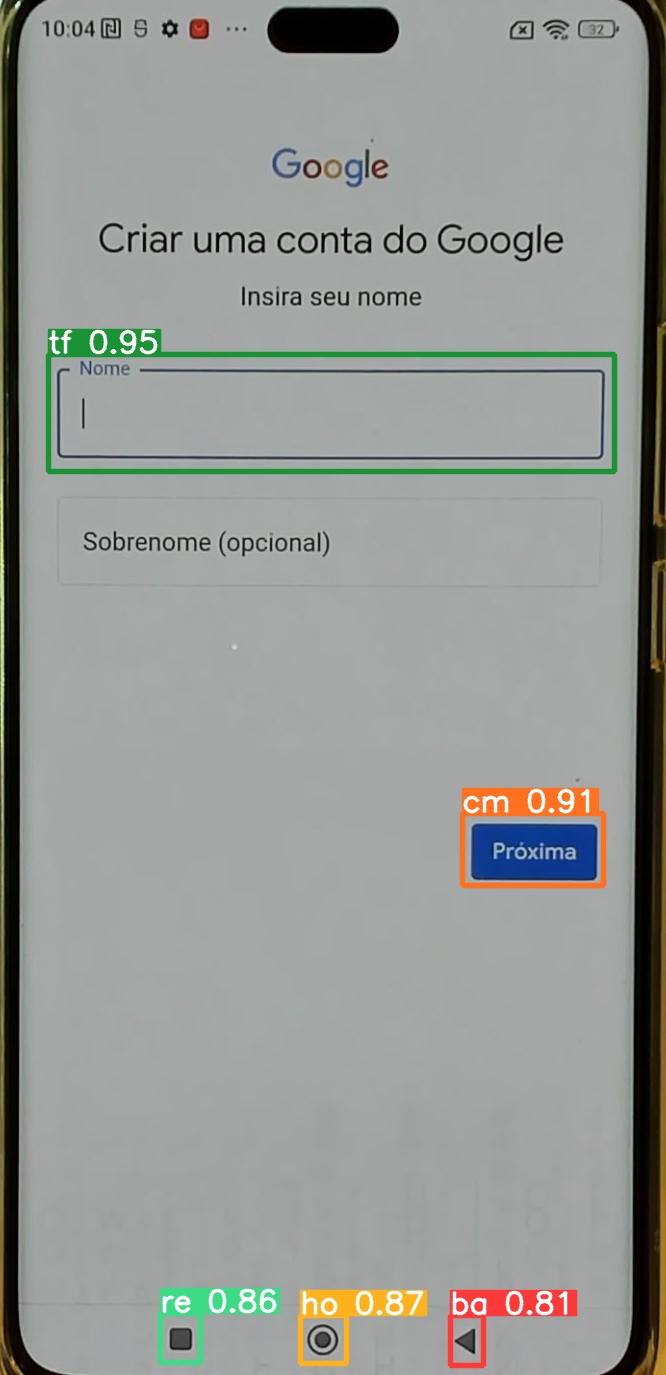 10:04
32
Google
Criar uma conta do Google
Insira seu nome
tf 0.95
Nome
Sobrenome (opcional)
cm 0.91
Próxima
re 0.86 ho 0.87 ba 0.81